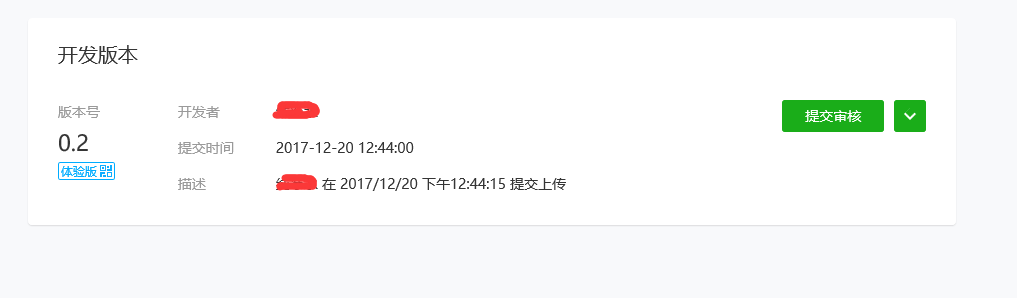 开发版本
版本号
0.2
体验版
开发者
提交时间 2017-12-20 12:44:00
描述 在 2017/12/20 下午12:44:15 提交上传
提交审核